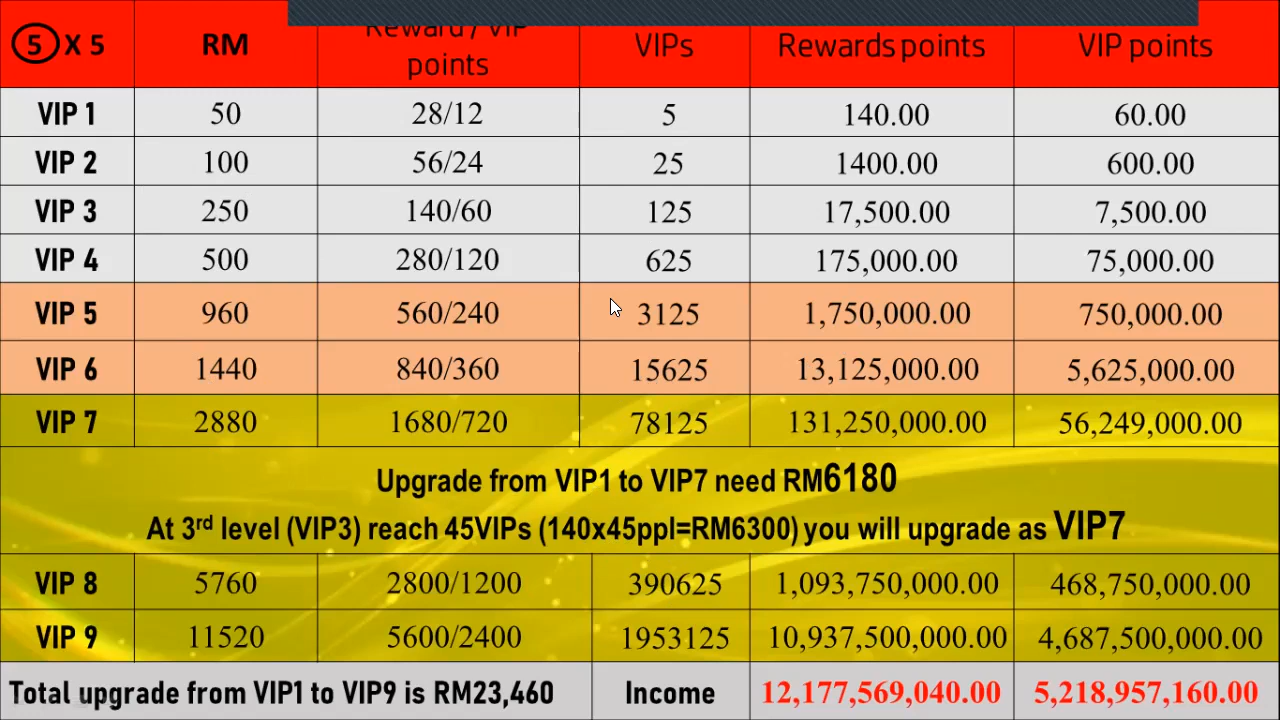 5 X 5 RM Reward / VIP points VIPs Rewards points VIP points
VIP 1 50 28/12 5 140.00 60.00
VIP 2 100 56/24 25 1400.00 600.00
VIP 3 250 140/60 125 17,500.00 7,500.00
VIP 4 500 280/120 625 175,000.00 75,000.00
VIP 5 960 560/240 3125 1,750,000.00 750,000.00
VIP 6 1440 840/360 15625 13,125,000.00 5,625,000.00
VIP 7 2880 1680/720 78125 131,250,000.00 56,249,000.00
Upgrade from VIP1 to VIP7 need RM6180
At 3rd level (VIP3) reach 45VIPs (140x45ppl=RM6300) you will upgrade as VIP7
VIP 8 5760 2800/1200 390625 1,093,750,000.00 468,750,000.00
VIP 9 11520 5600/2400 1953125 10,937,500,000.00 4,687,500,000.00
Total upgrade from VIP1 to VIP9 is RM23,460 Income 12,177,569,040.00 5,218,957,160.00